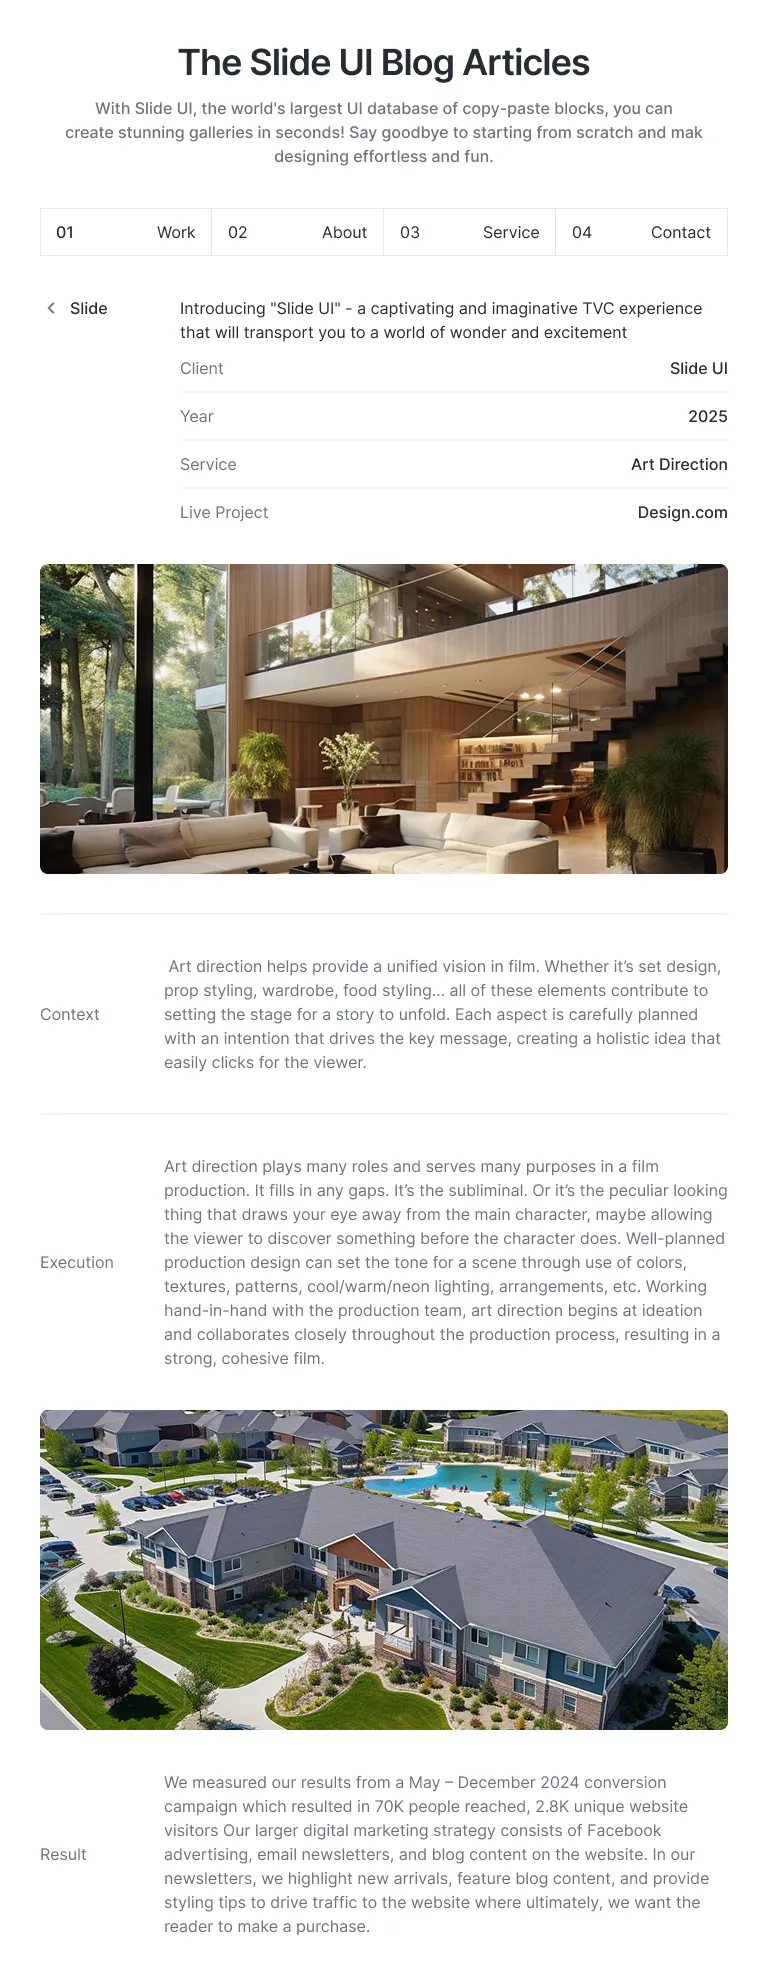 The Slide UI Blog Articles
With Slide UI, the world's largest UI database of copy-paste blocks, you can
create stunning galleries in seconds! Say goodbye to starting from scratch and mak
designing effortless and fun.
01 Work 02 About 03 Service 04 Contact
Slide
Introducing "Slide UI" - a captivating and imaginative TVC experience
that will transport you to a world of wonder and excitement
Client Slide UI
Year 2025
Service Art Direction
Live Project Design.com
Context
Art direction helps provide a unified vision in film. Whether it’s set design,
prop styling, wardrobe, food styling... all of these elements contribute to
setting the stage for a story to unfold. Each aspect is carefully planned
with an intention that drives the key message, creating a holistic idea that
easily clicks for the viewer.
Execution
Art direction plays many roles and serves many purposes in a film
production. It fills in any gaps. It’s the subliminal. Or it’s the peculiar looking
thing that draws your eye away from the main character, maybe allowing
the viewer to discover something before the character does. Well-planned
production design can set the tone for a scene through use of colors,
textures, patterns, cool/warm/neon lighting, arrangements, etc. Working
hand-in-hand with the production team, art direction begins at ideation
and collaborates closely throughout the production process, resulting in a
strong, cohesive film.
Result
We measured our results from a May – December 2024 conversion
campaign which resulted in 70K people reached, 2.8K unique website
visitors Our larger digital marketing strategy consists of Facebook
advertising, email newsletters, and blog content on the website. In our
newsletters, we highlight new arrivals, feature blog content, and provide
styling tips to drive traffic to the website where ultimately, we want the
reader to make a purchase.